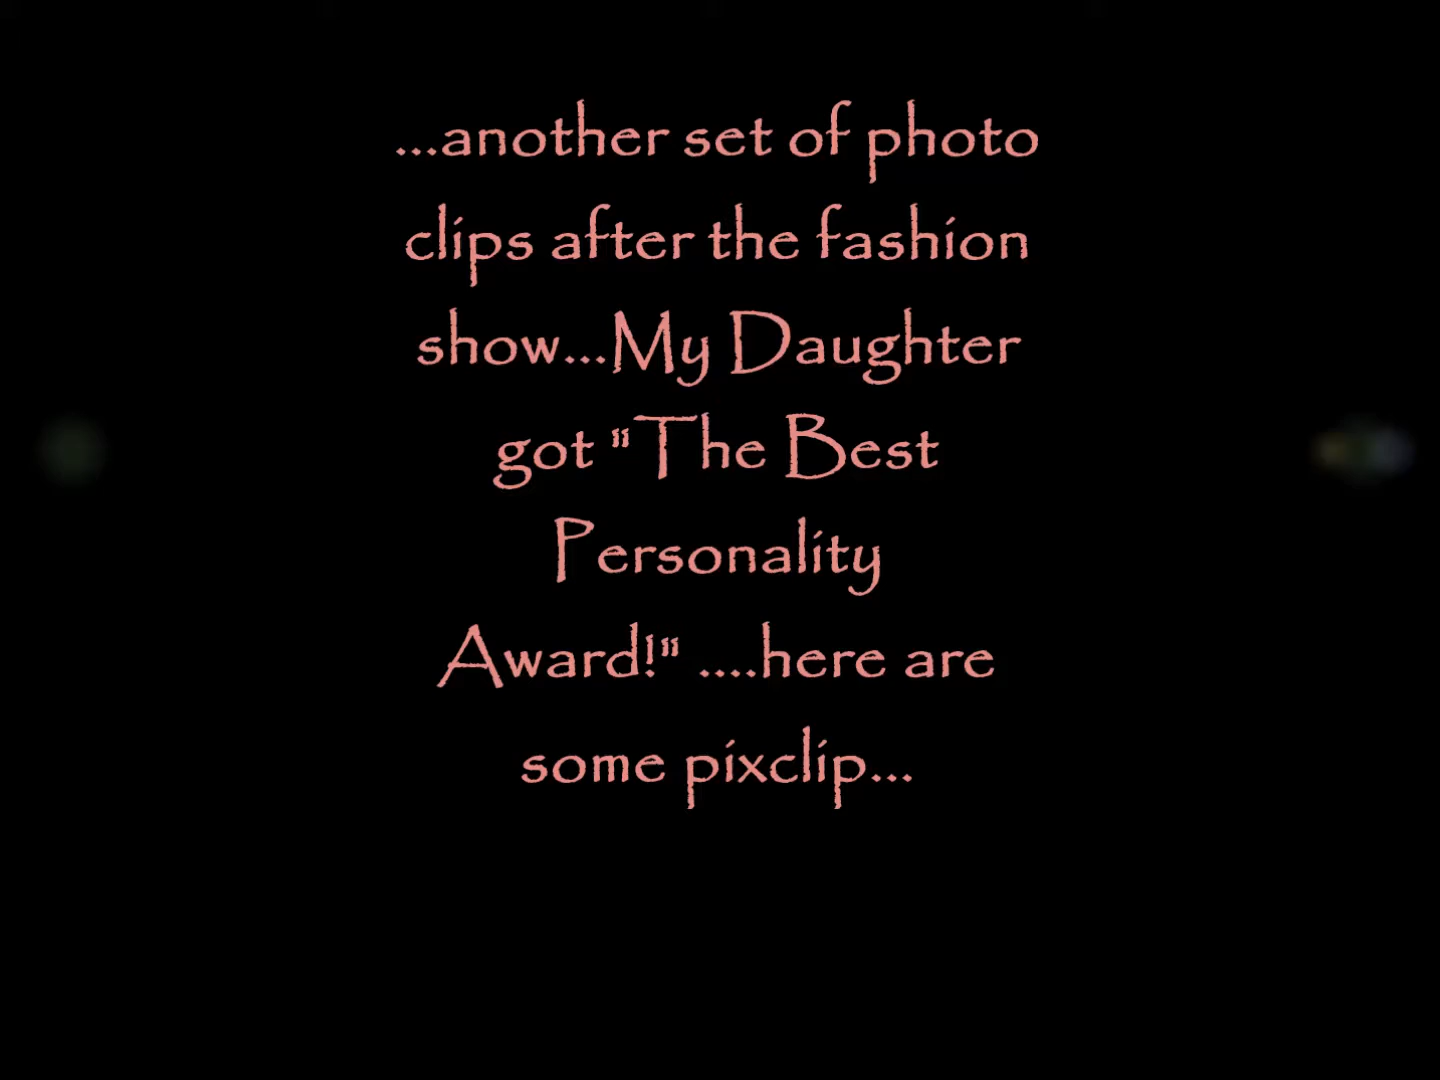 ...another set of photo
clips after the fashion
show...My Daughter
got "The Best
Personality
Award!" ....here are
some pixclip...